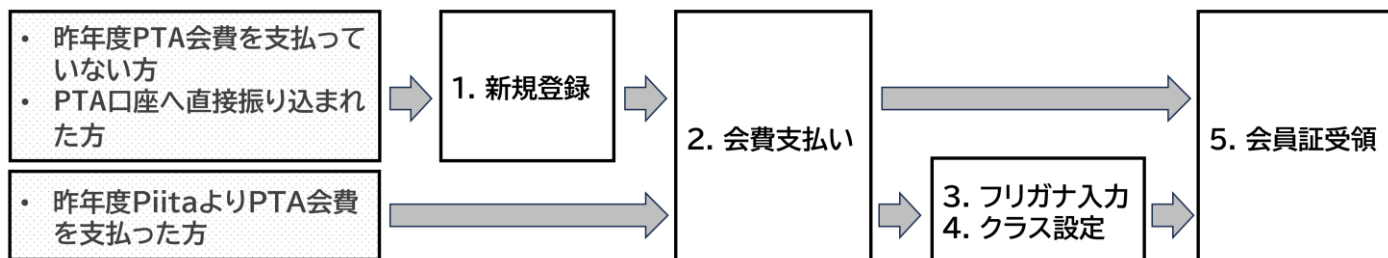 • 昨年度PTA会費を支払って
いない方
• PTA口座へ直接振り込まれ
た方
1. 新規登録
2. 会費支払い
5. 会員証受領
• 昨年度PiitaよりPTA会費
を支払った方
3. フリガナ入力
4. クラス設定